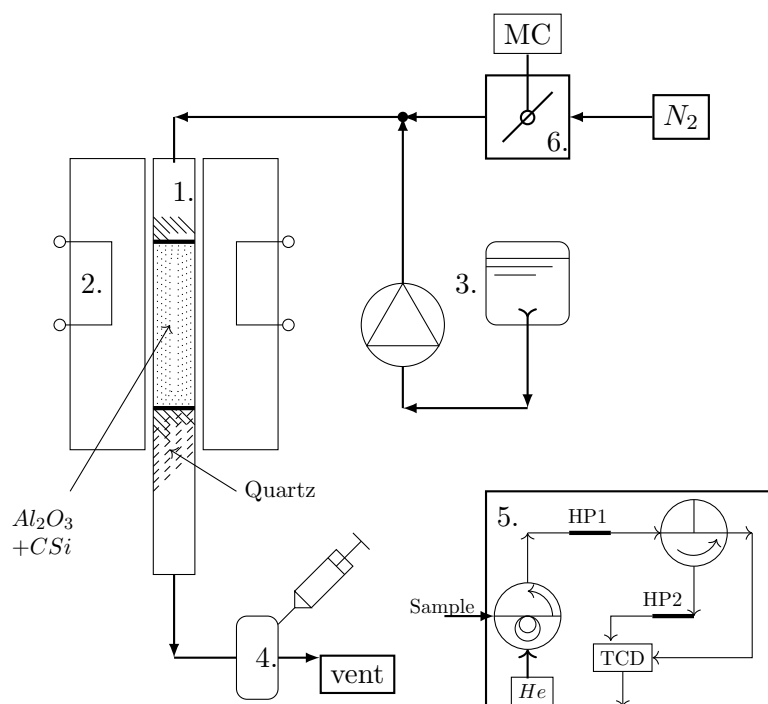 MC
N₂
6.
1.
2.
3.
Al₂O₃
+CSi
Quartz
4.
vent
5.
HP1
Sample
HP2
TCD
He